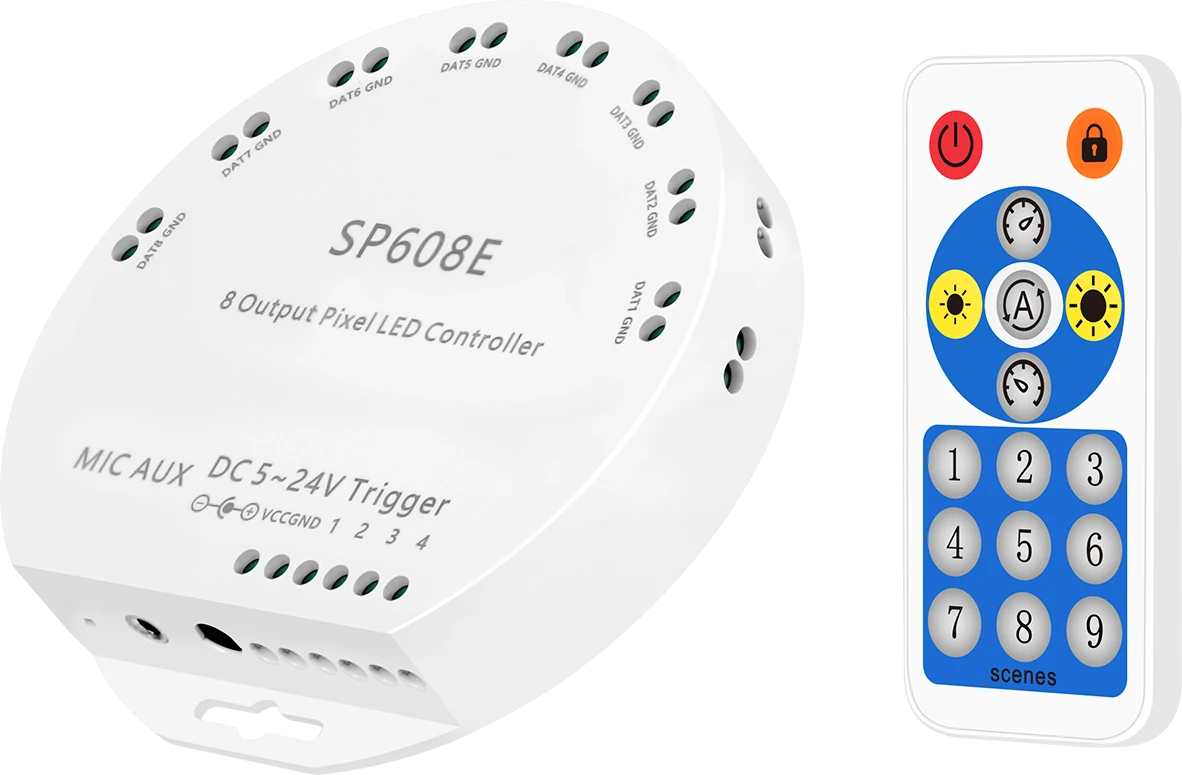 DAT5 GND
DAT4 GND
DAT6 GND
DAT3 GND
DAT7 GND
DAT2 GND
DAT8 GND
DAT1 GND
SP608E
8 Output Pixel LED Controller
MIC AUX DC 5~24V Trigger
VCC GND 1 2 3 4
A
1 2 3
4 5 6
7 8 9
scenes